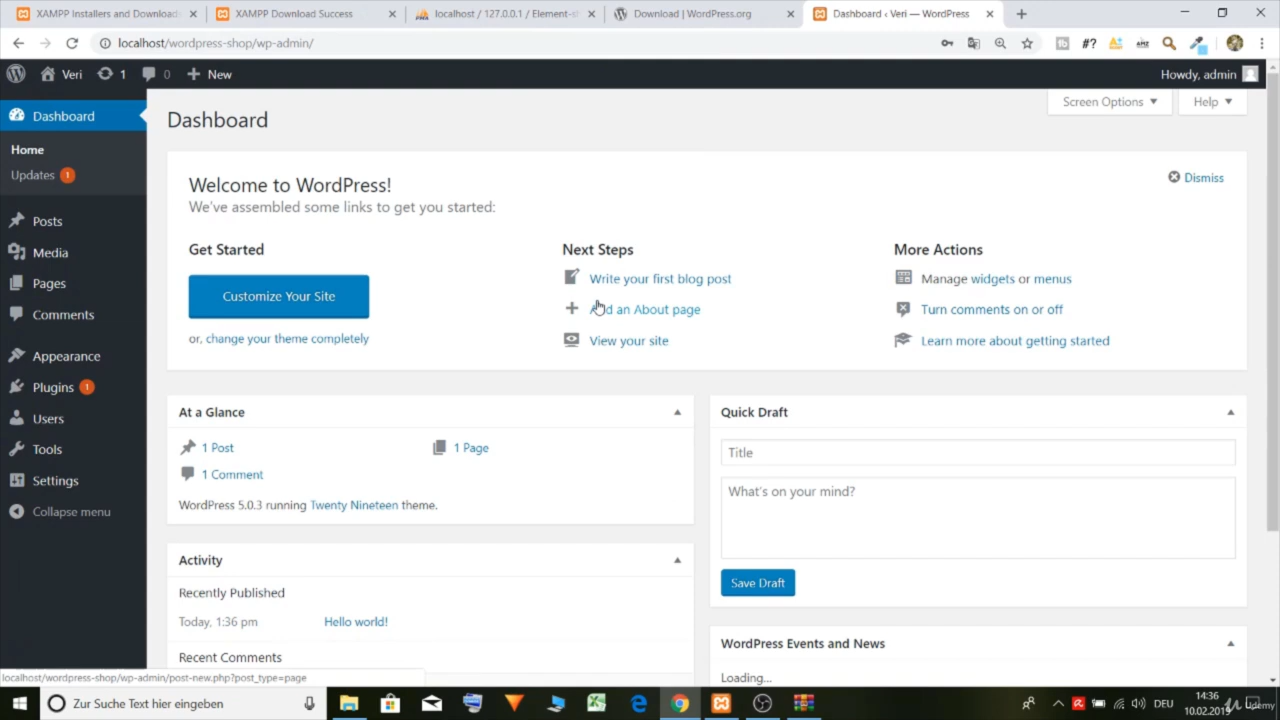 XAMPP Installers and Download
XAMPP Download Success
localhost / 127.0.0.1 / Element-s
Download | WordPress.org
Dashboard ‹ Veri — WordPress
localhost/wordpress-shop/wp-admin/
Veri
1
0
New
Howdy, admin
Dashboard
Home
Updates 1
Posts
Media
Pages
Comments
Appearance
Plugins 1
Users
Tools
Settings
Collapse menu
Dashboard
Screen Options
Help
Welcome to WordPress!
Dismiss
We've assembled some links to get you started:
Get Started
Customize Your Site
or, change your theme completely
Next Steps
Write your first blog post
Add an About page
View your site
More Actions
Manage widgets or menus
Turn comments on or off
Learn more about getting started
At a Glance
1 Post
1 Page
1 Comment
WordPress 5.0.3 running Twenty Nineteen theme.
Activity
Recently Published
Today, 1:36 pm
Hello world!
Recent Comments
Quick Draft
Title
What's on your mind?
Save Draft
WordPress Events and News
Loading...
localhost/wordpress-shop/wp-admin/post-new.php?post_type=page
Zur Suche Text hier eingeben
DEU
14:36
10.02.2019
Udemy